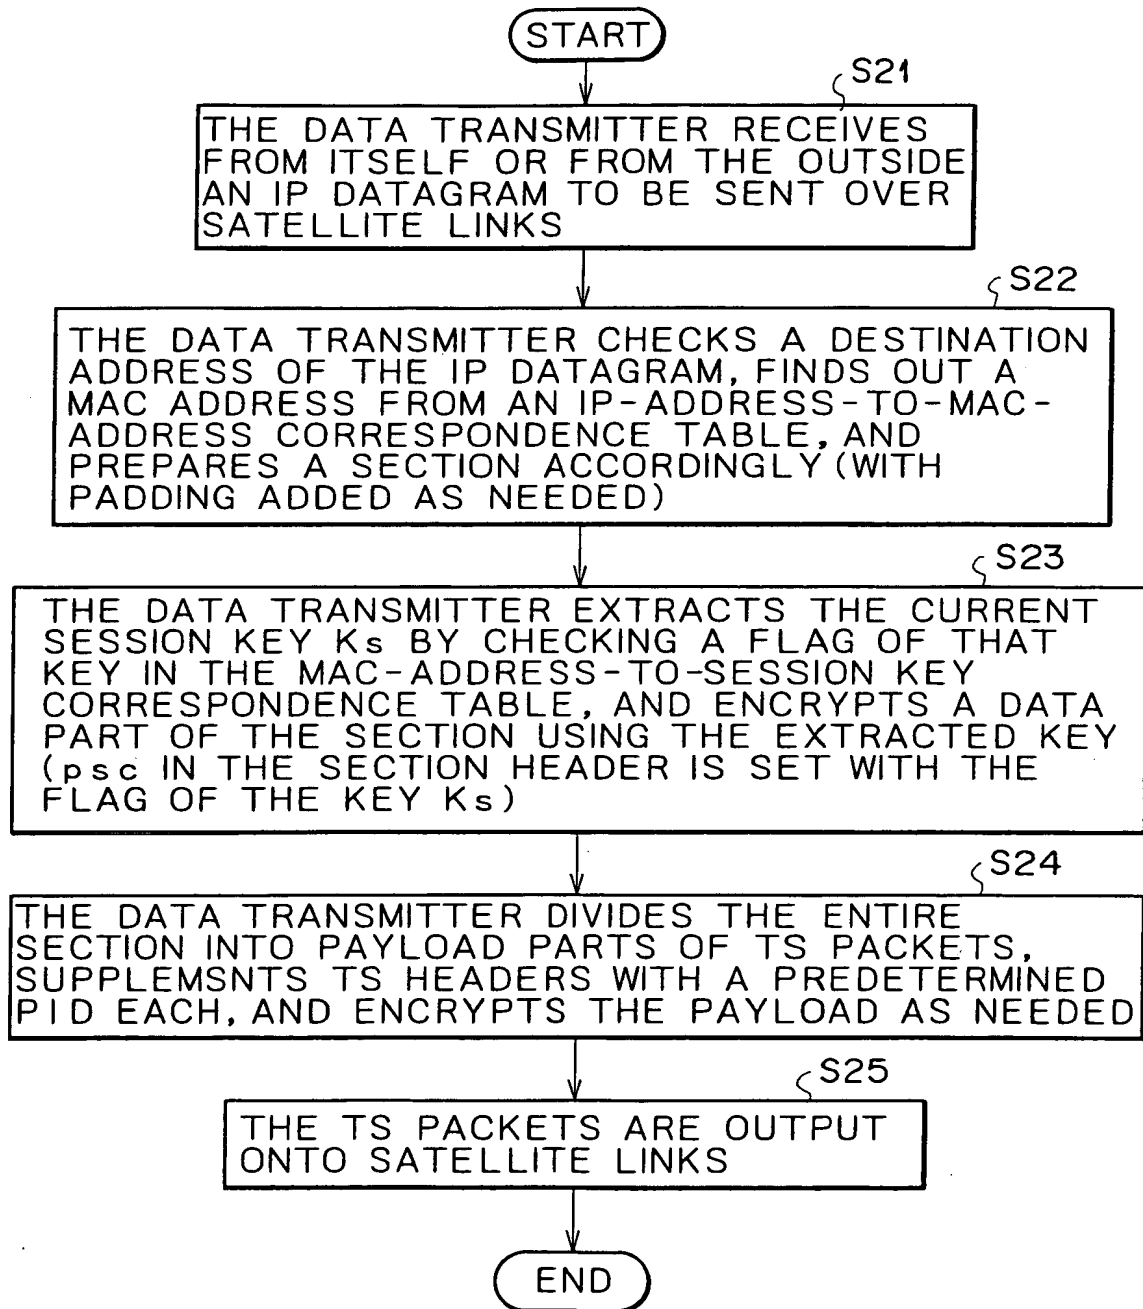 START
S21
THE DATA TRANSMITTER RECEIVES
FROM ITSELF OR FROM THE OUTSIDE
AN IP DATAGRAM TO BE SENT OVER
SATELLITE LINKS
S22
THE DATA TRANSMITTER CHECKS A DESTINATION
ADDRESS OF THE IP DATAGRAM, FINDS OUT A
MAC ADDRESS FROM AN IP-ADDRESS-TO-MAC-
ADDRESS CORRESPONDENCE TABLE, AND
PREPARES A SECTION ACCORDINGLY (WITH
PADDING ADDED AS NEEDED)
S23
THE DATA TRANSMITTER EXTRACTS THE CURRENT
SESSION KEY Ks BY CHECKING A FLAG OF THAT
KEY IN THE MAC-ADDRESS-TO-SESSION KEY
CORRESPONDENCE TABLE, AND ENCRYPTS A DATA
PART OF THE SECTION USING THE EXTRACTED KEY
(psc IN THE SECTION HEADER IS SET WITH THE
FLAG OF THE KEY Ks)
S24
THE DATA TRANSMITTER DIVIDES THE ENTIRE
SECTION INTO PAYLOAD PARTS OF TS PACKETS,
SUPPLEMSNTS TS HEADERS WITH A PREDETERMINED
PID EACH, AND ENCRYPTS THE PAYLOAD AS NEEDED
S25
THE TS PACKETS ARE OUTPUT
ONTO SATELLITE LINKS
END